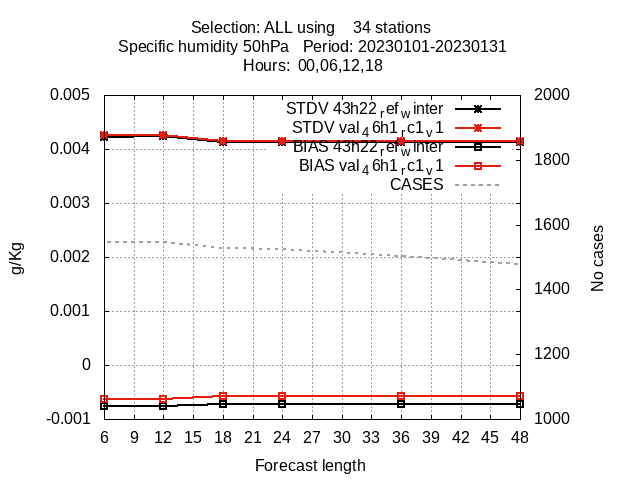 Selection: ALL using    34 stations
Specific humidity 50hPa   Period: 20230101-20230131
Hours: 00,06,12,18
0.005
0.004
0.003
0.002
0.001
0
-0.001
g/Kg
STDV 43h22_ref_winter
STDV val_46h1_rc1_v1
BIAS 43h22_ref_winter
BIAS val_46h1_rc1_v1
CASES
2000
1800
1600
1400
1200
1000
No cases
6 9 12 15 18 21 24 27 30 33 36 39 42 45 48
Forecast length